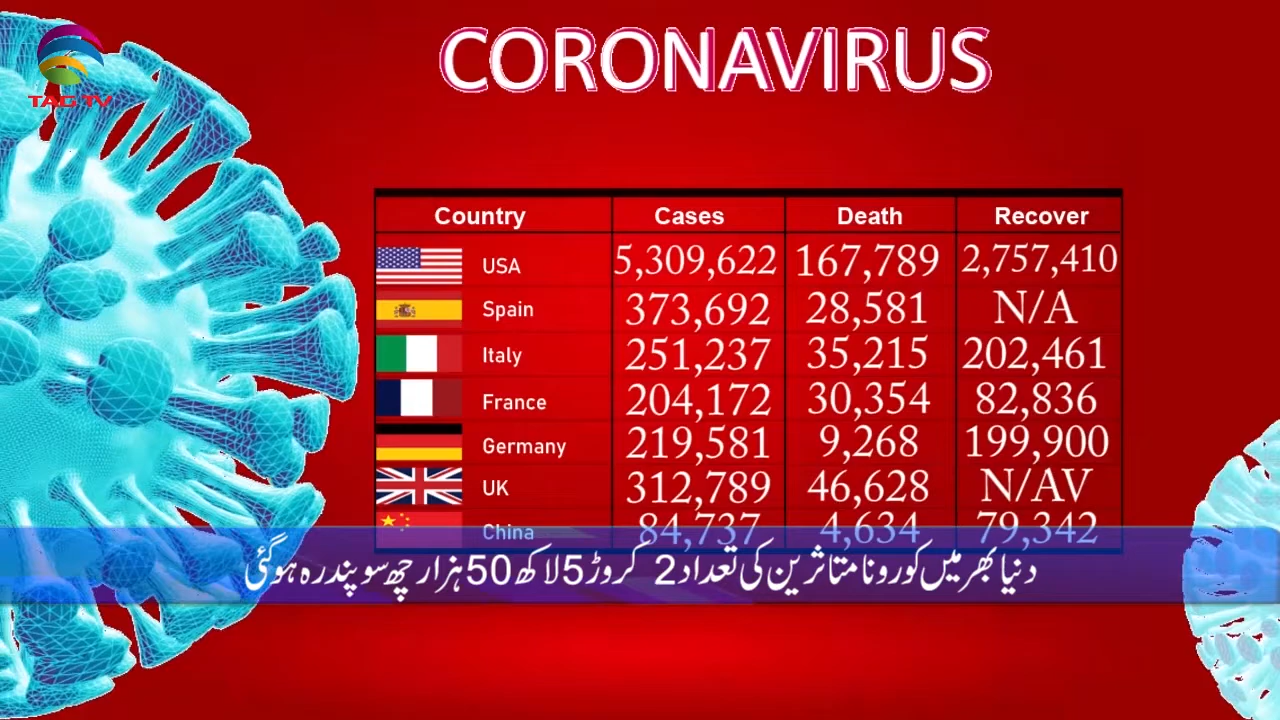 TAG TV
CORONAVIRUS
Country Cases Death Recover
USA 5,309,622 167,789 2,757,410
Spain 373,692 28,581 N/A
Italy 251,237 35,215 202,461
France 204,172 30,354 82,836
Germany 219,581 9,268 199,900
UK 312,789 46,628 N/AV
China 84,737 4,634 79,342
دنیا بھر میں کورونا متاثرین کی تعداد 2 کروڑ 5 لاکھ 50 ہزار چھ سو پندرہ ہو گئی